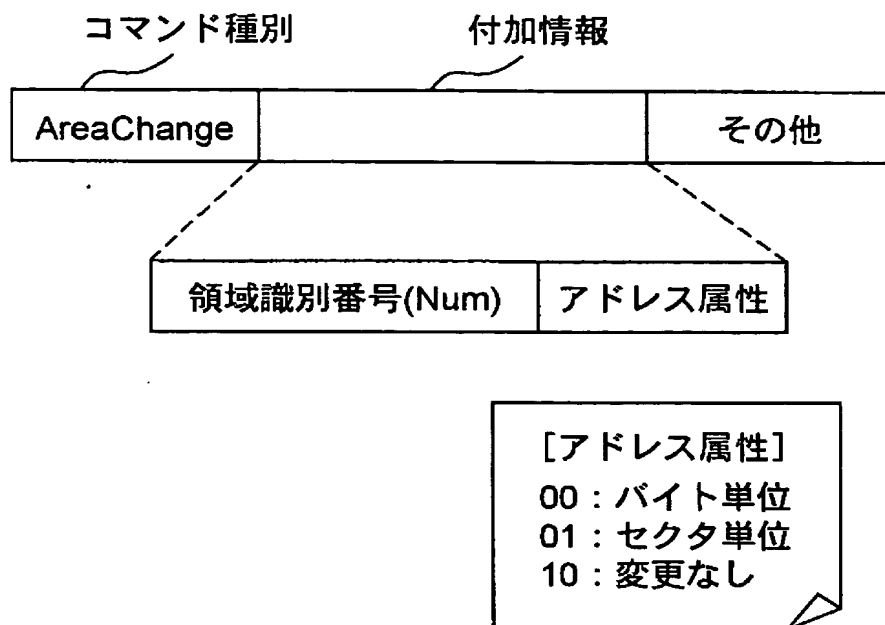 コマンド種別
付加情報
AreaChange
その他
領域識別番号(Num)
アドレス属性
[アドレス属性]
00:バイト単位
01:セクタ単位
10:変更なし